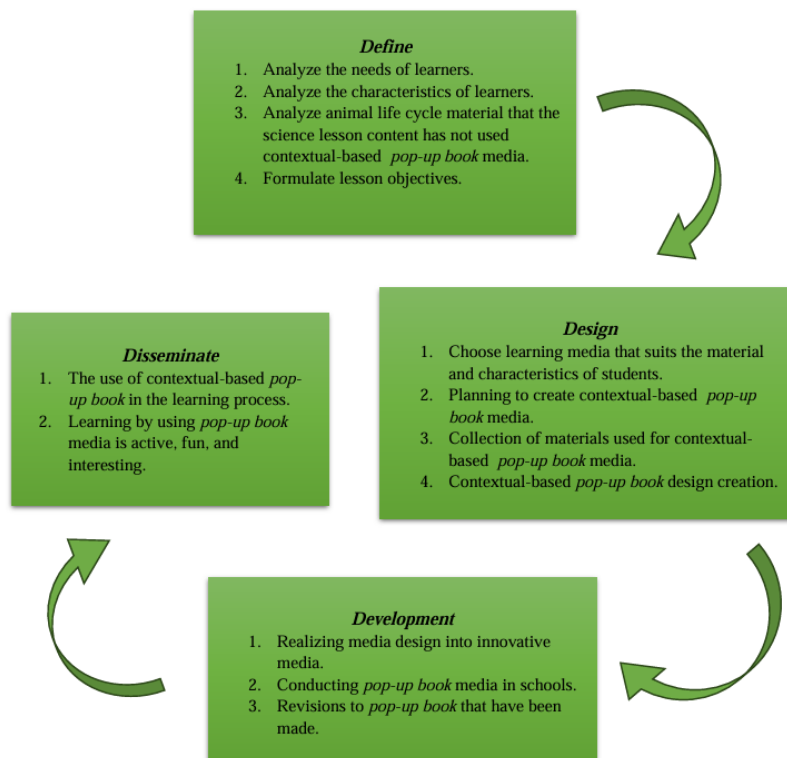 Define
1. Analyze the needs of learners.
2. Analyze the characteristics of learners.
3. Analyze animal life cycle material that the
science lesson content has not used
contextual-based pop-up book media.
4. Formulate lesson objectives.
Design
1. Choose learning media that suits the material
and characteristics of students.
2. Planning to create contextual-based pop-up
book media.
3. Collection of materials used for contextual-
based pop-up book media.
4. Contextual-based pop-up book design creation.
Development
1. Realizing media design into innovative
media.
2. Conducting pop-up book media in schools.
3. Revisions to pop-up book that have been
made.
Disseminate
1. The use of contextual-based pop-
up book in the learning process.
2. Learning by using pop-up book
media is active, fun, and
interesting.